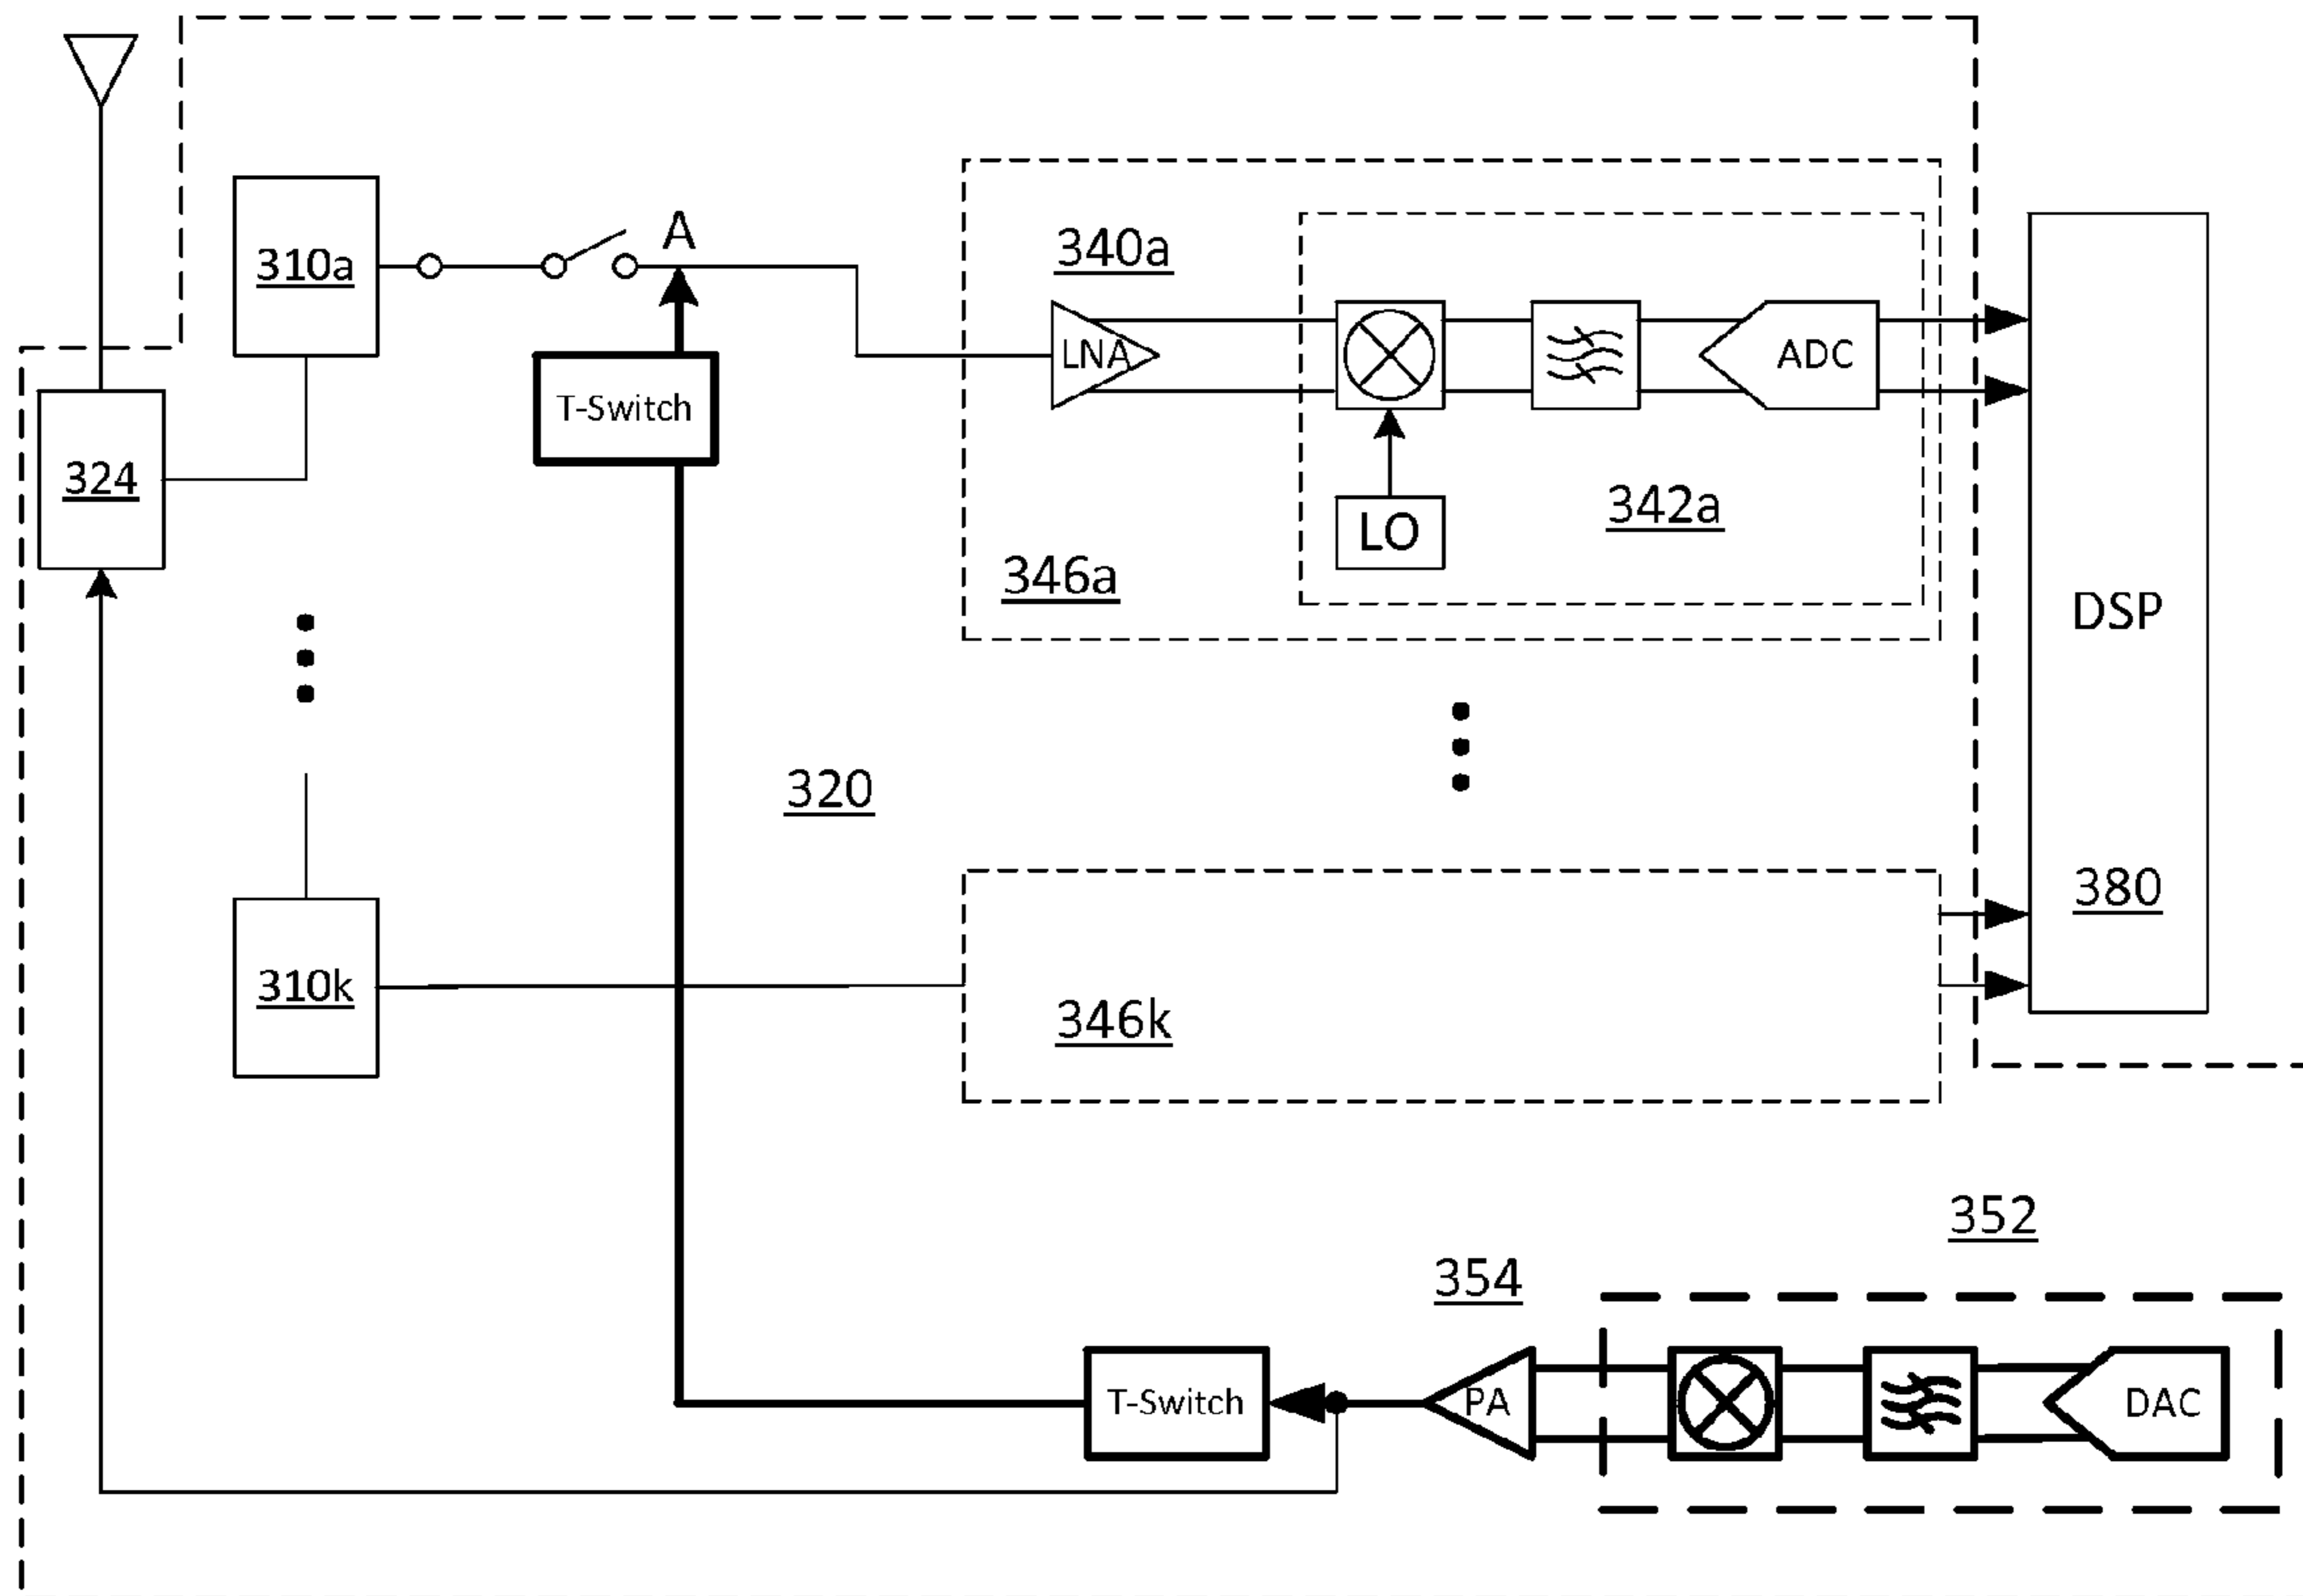 A
310a
340a
LNA
ADC
T-Switch
324
LO
342a
346a
DSP
320
380
310k
346k
352
354
T-Switch
PA
DAC